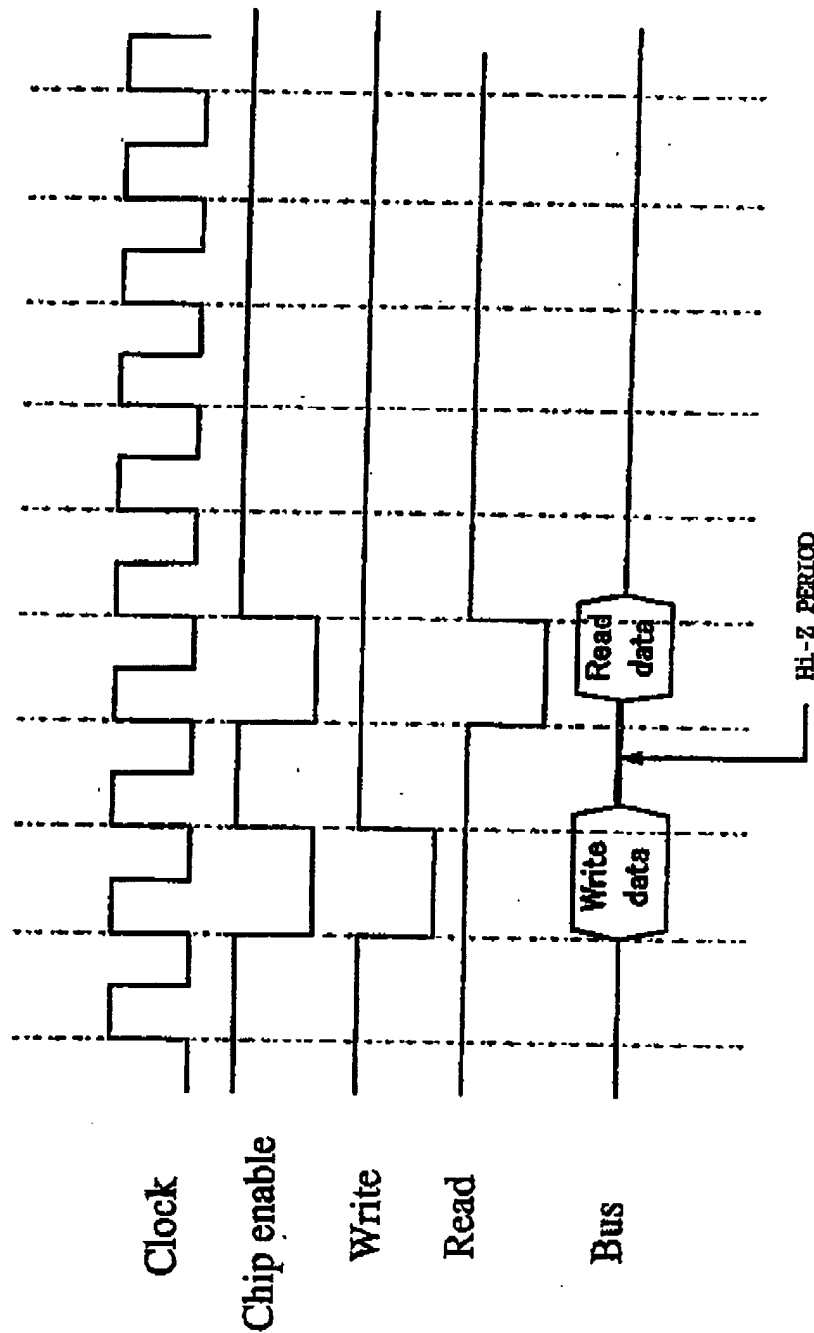 Clock
Chip enable
Write
Read
Bus
Write
data
Read
data
Hi-Z PERIOD